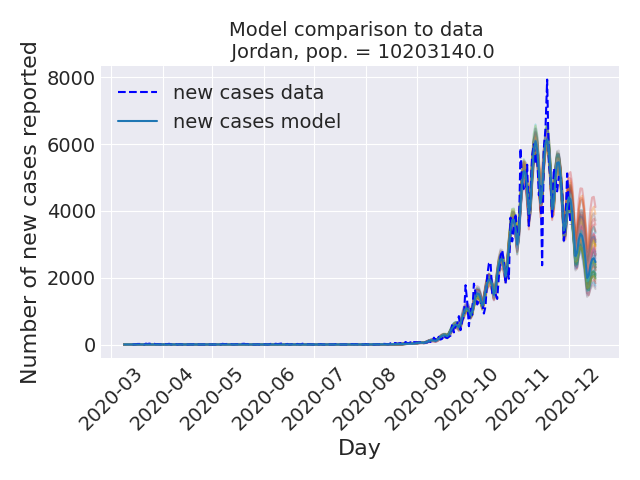 Model comparison to data
Jordan, pop. = 10203140.0
new cases data
new cases model
Number of new cases reported
8000
6000
4000
2000
0
2020-03
2020-04
2020-05
2020-06
2020-07
2020-08
2020-09
2020-10
2020-11
2020-12
Day